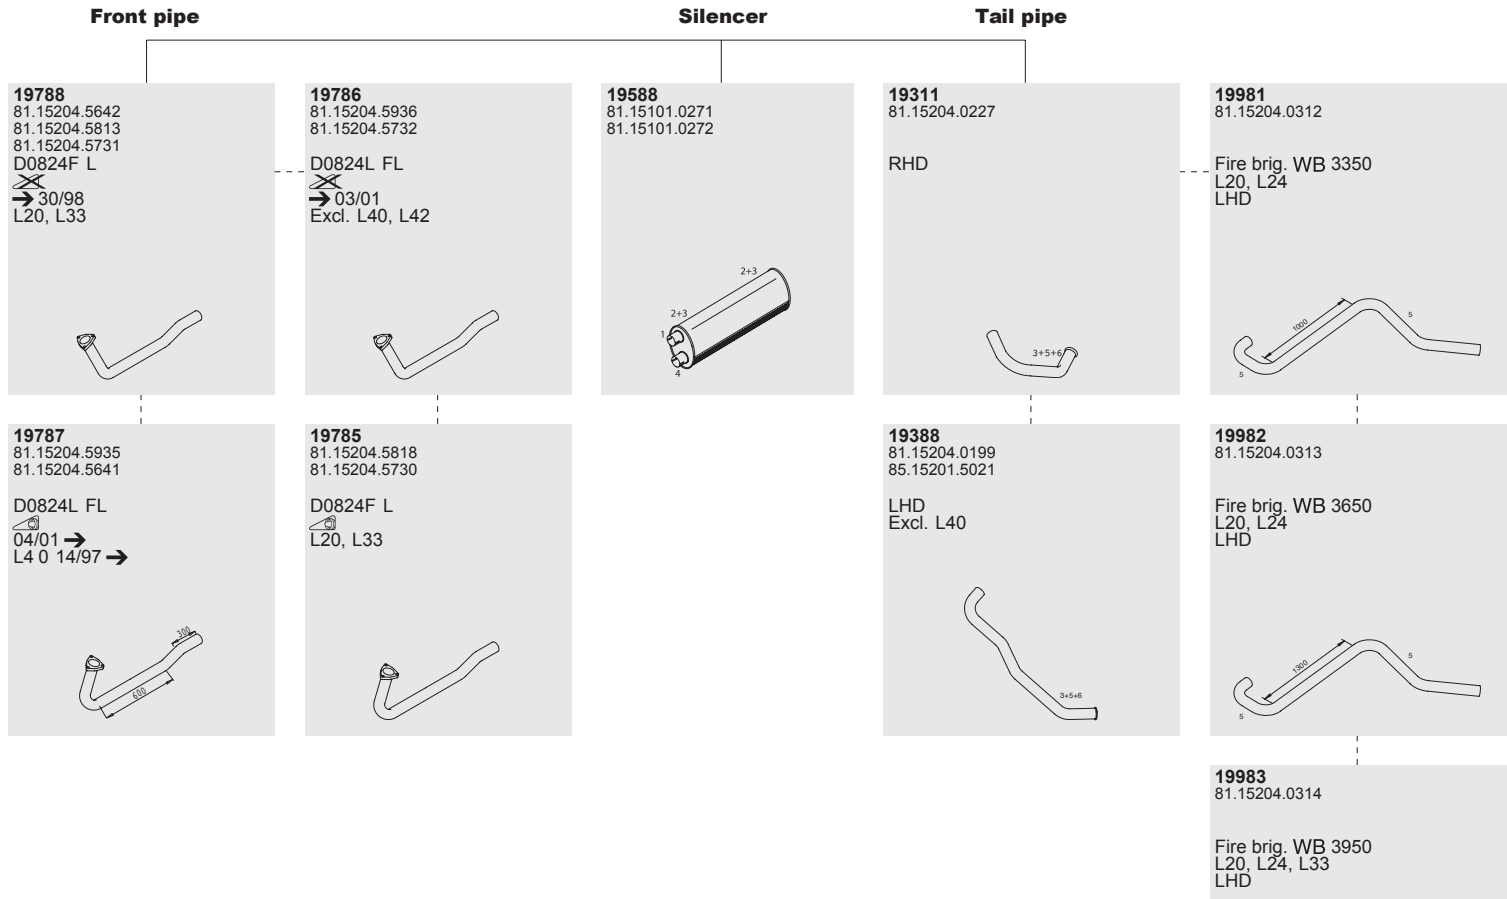 Front pipe
Silencer
Tail pipe
19788
81.15204.5642
81.15204.5813
81.15204.5731
D0824F L
→ 30/98
L20, L33
19786
81.15204.5936
81.15204.5732
D0824L FL
→ 03/01
Excl. L40, L42
19588
81.15101.0271
81.15101.0272
2+3
2+3
1
4
19311
81.15204.0227
RHD
3+5+6
19981
81.15204.0312
Fire brig. WB 3350
L20, L24
LHD
1000
5
5
19787
81.15204.5935
81.15204.5641
D0824L FL
04/01 →
L4 0 14/97 →
300
600
19785
81.15204.5818
81.15204.5730
D0824F L
L20, L33
19388
81.15204.0199
85.15201.5021
LHD
Excl. L40
3+5+6
19982
81.15204.0313
Fire brig. WB 3650
L20, L24
LHD
1300
5
5
19983
81.15204.0314
Fire brig. WB 3950
L20, L24, L33
LHD